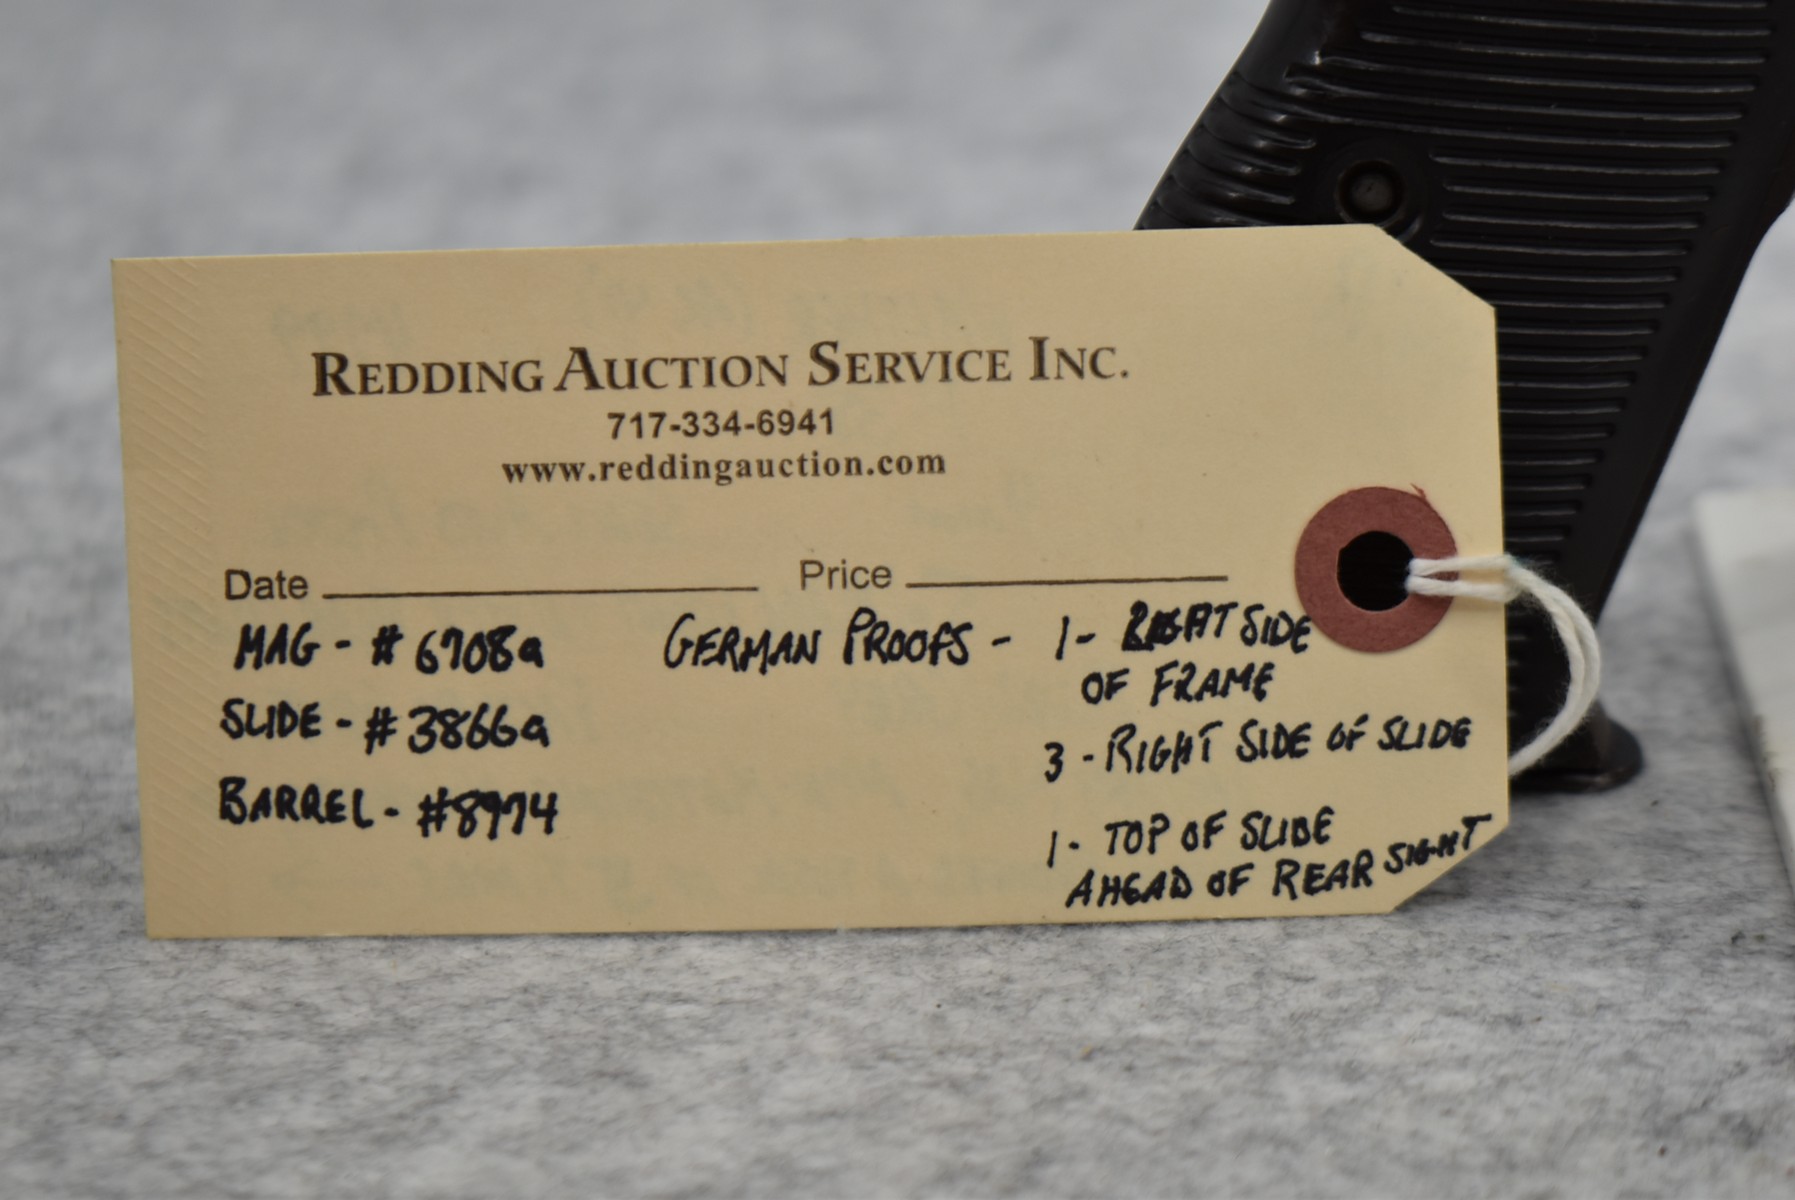 REDDING AUCTION SERVICE INC.
717-334-6941
www.reddingauction.com
Date Price
MAG - # 6708a
SLIDE - # 3866a
BARREL - #8974
GERMAN PROOFS - 1- RIGHT SIDE
OF FRAME
3 - RIGHT SIDE OF SLIDE
1 - TOP OF SLIDE
AHEAD OF REAR SIGHT